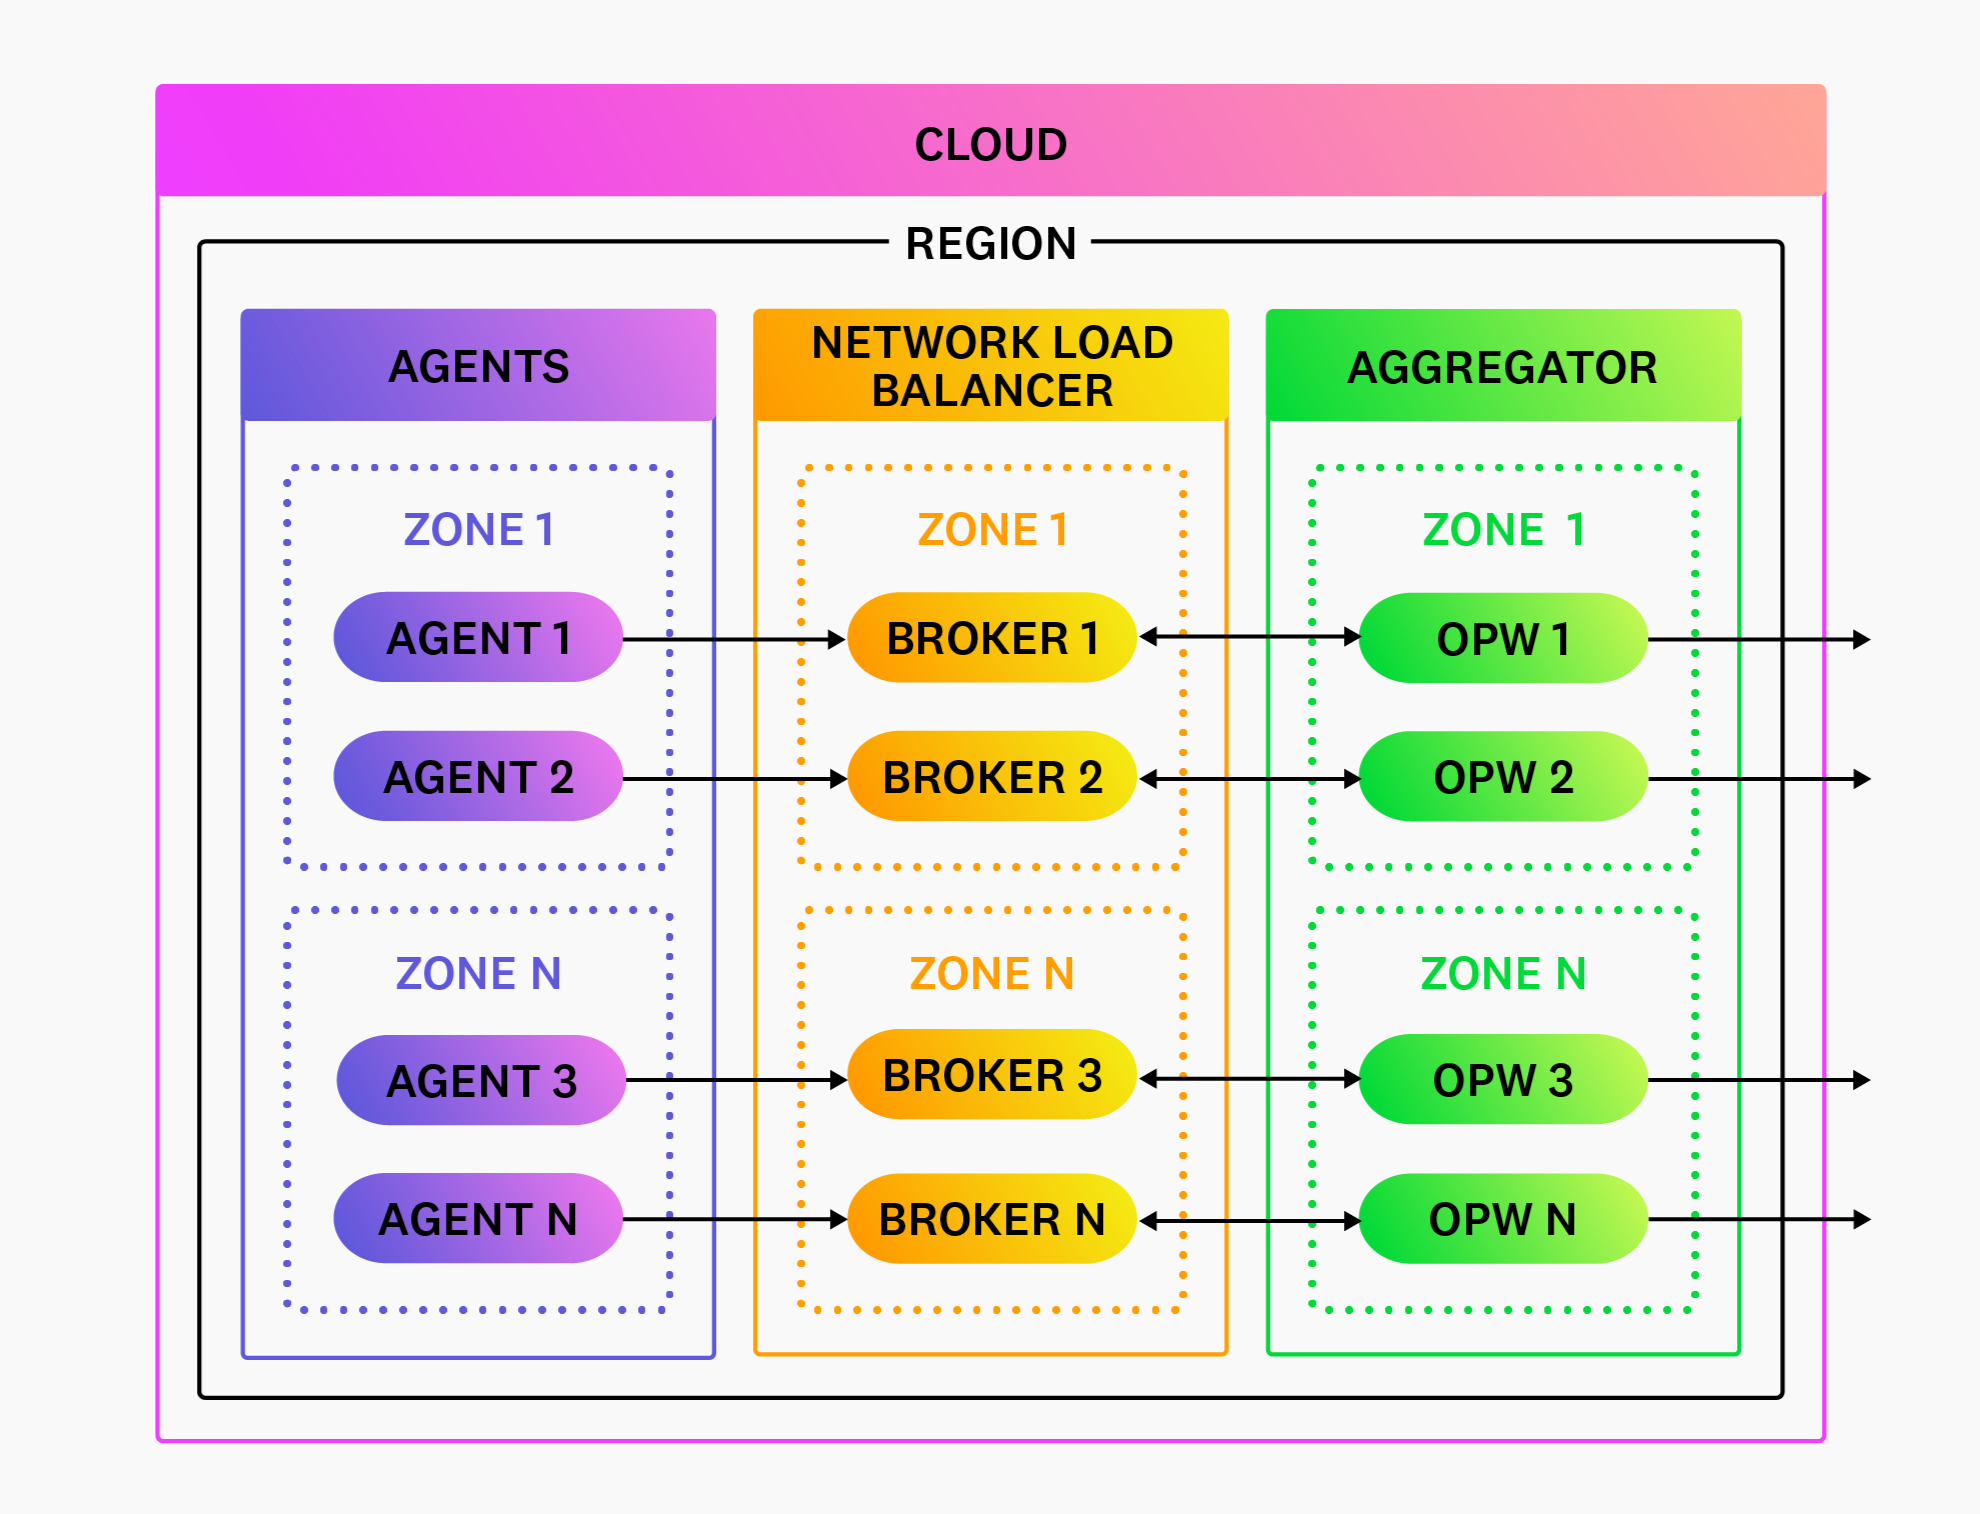 CLOUD
REGION
AGENTS
NETWORK LOAD
BALANCER
AGGREGATOR
ZONE 1
AGENT 1
AGENT 2
ZONE N
AGENT 3
AGENT N
ZONE 1
BROKER 1
BROKER 2
ZONE N
BROKER 3
BROKER N
ZONE 1
OPW 1
OPW 2
ZONE N
OPW 3
OPW N